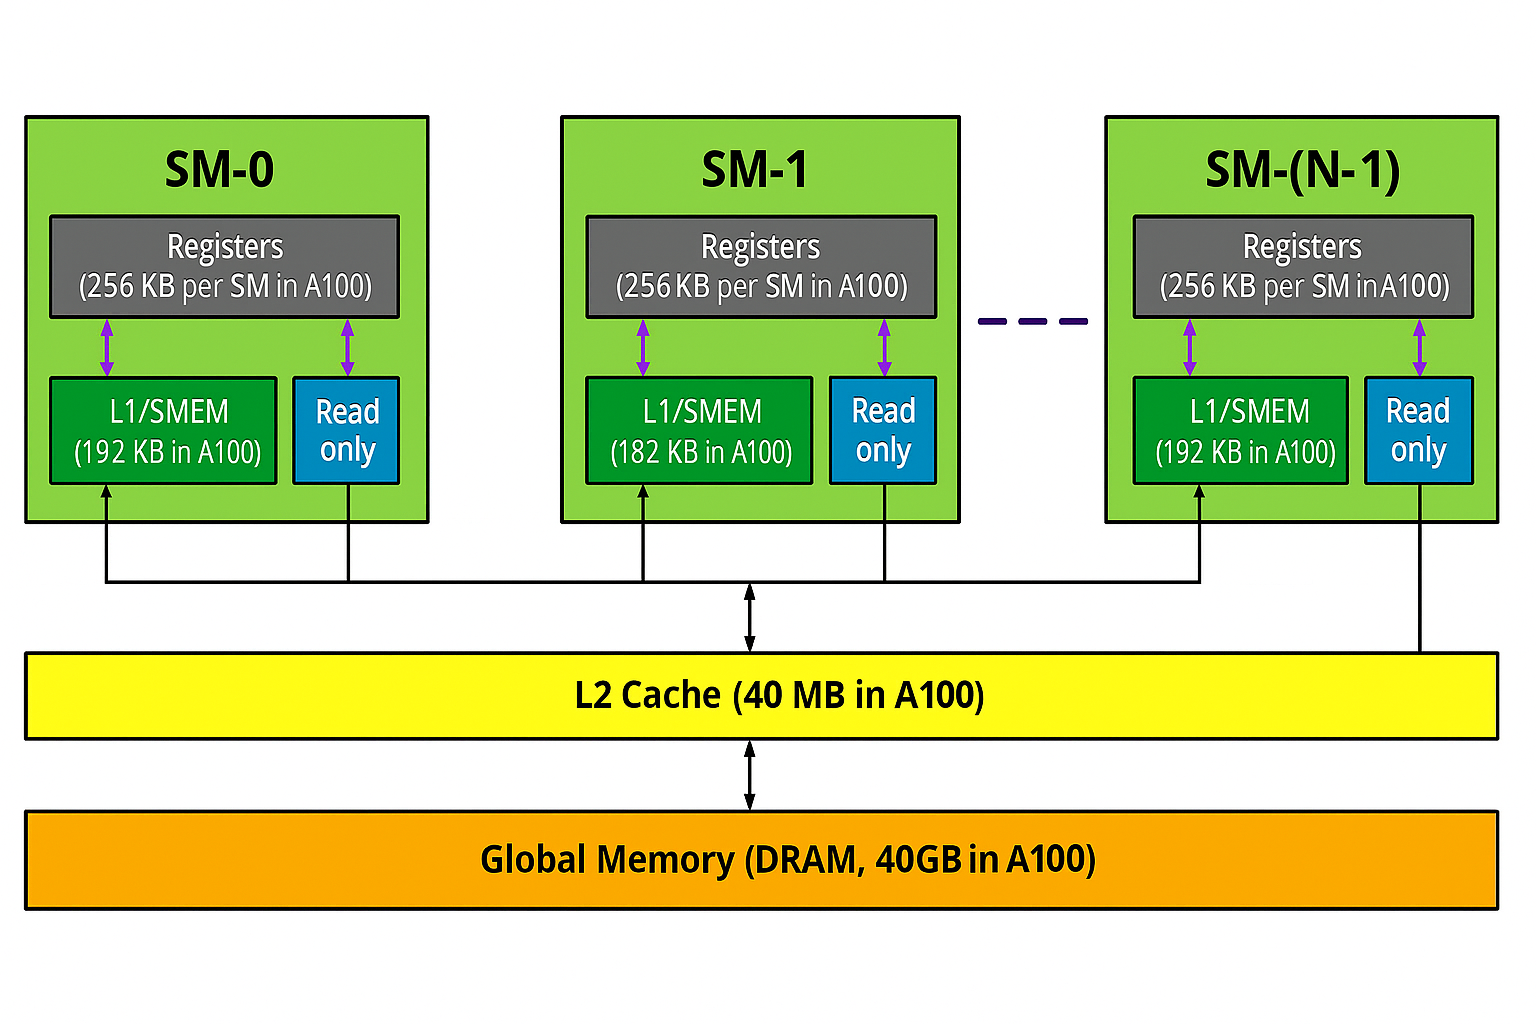 SM-0
Registers
(256 KB per SM in A100)
L1/SMEM
(192 KB in A100)
Read
only
SM-1
Registers
(256 KB per SM in A100)
L1/SMEM
(182 KB in A100)
Read
only
SM-(N-1)
Registers
(256 KB per SM in A100)
L1/SMEM
(192 KB in A100)
Read
only
L2 Cache (40 MB in A100)
Global Memory (DRAM, 40GB in A100)